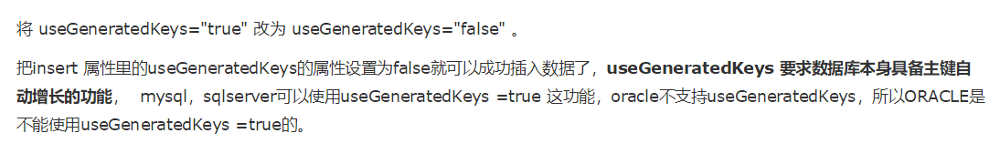 将 useGeneratedKeys="true" 改为 useGeneratedKeys="false" 。
把insert 属性里的useGeneratedKeys的属性设置为false就可以成功插入数据了，useGeneratedKeys 要求数据库本身具备主键自
动增长的功能， mysql，sqlserver可以使用useGeneratedKeys =true 这功能，oracle不支持useGeneratedKeys，所以ORACLE是
不能使用useGeneratedKeys =true的。